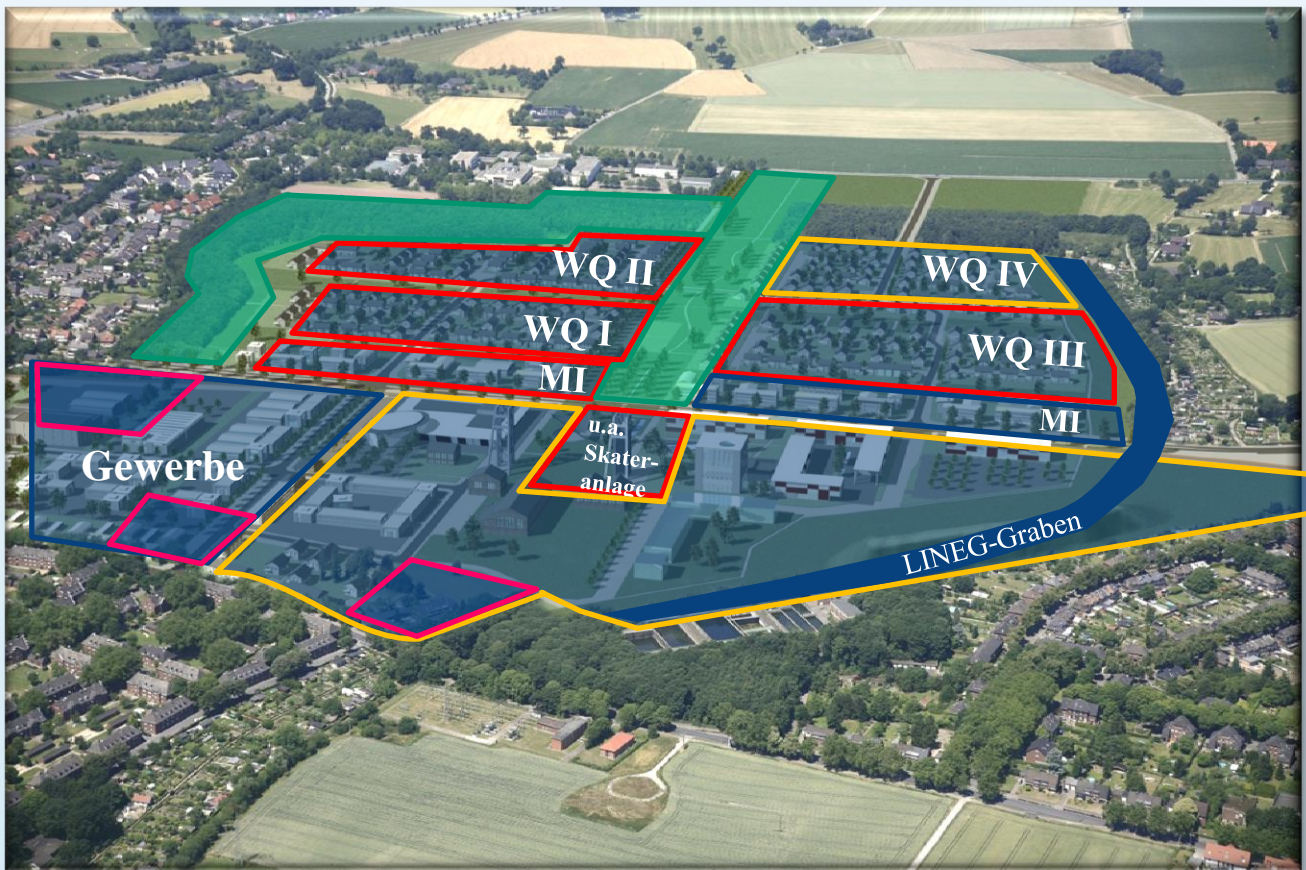 WQ II
WQ IV
WQ I
WQ III
MI
MI
u.a.
Skater-
anlage
Gewerbe
LINEG-Graben